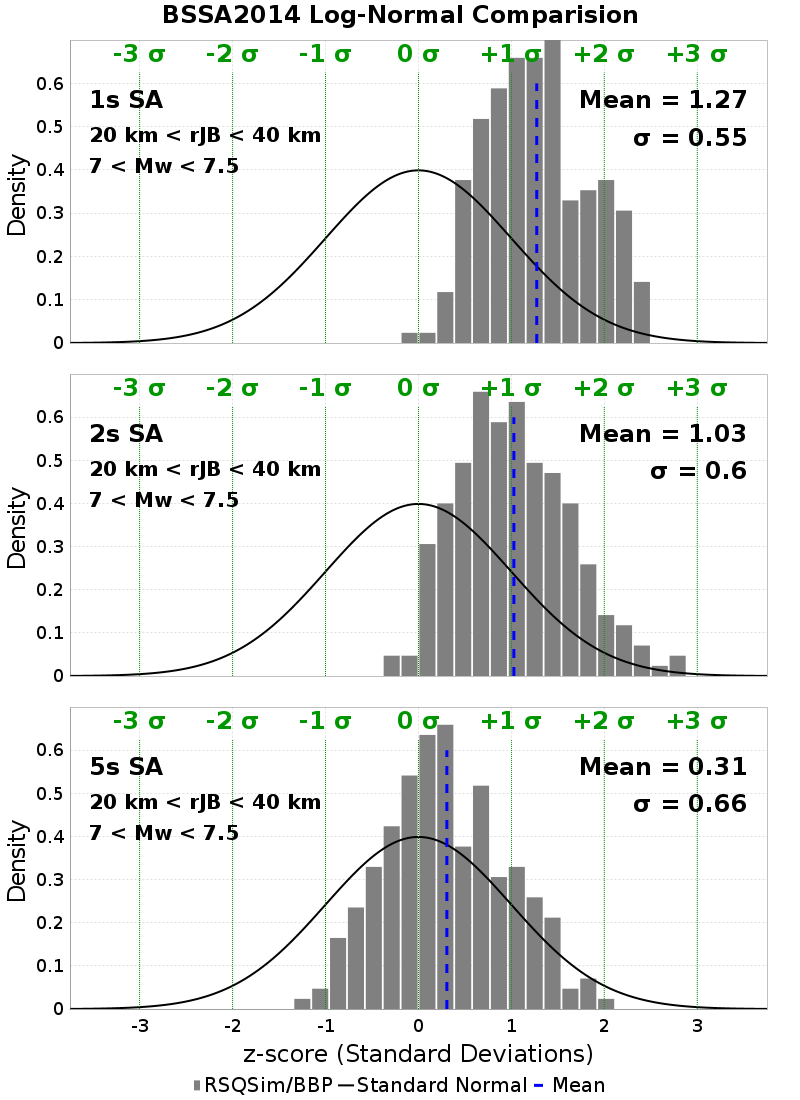 BSSA2014 Log-Normal Comparision
-3 σ -2 σ -1 σ 0 σ +1 σ +2 σ +3 σ
1s SA
Mean = 1.27
20 km < rJB < 40 km
σ = 0.55
7 < Mw < 7.5
0.6
0.5
0.4
0.3
0.2
0.1
0
Density
-3 σ -2 σ -1 σ 0 σ +1 σ +2 σ +3 σ
2s SA
Mean = 1.03
20 km < rJB < 40 km
σ = 0.6
7 < Mw < 7.5
0.6
0.5
0.4
0.3
0.2
0.1
0
Density
-3 σ -2 σ -1 σ 0 σ +1 σ +2 σ +3 σ
5s SA
Mean = 0.31
20 km < rJB < 40 km
σ = 0.66
7 < Mw < 7.5
0.6
0.5
0.4
0.3
0.2
0.1
0
Density
-3 -2 -1 0 1 2 3
z-score (Standard Deviations)
RSQSim/BBP Standard Normal Mean